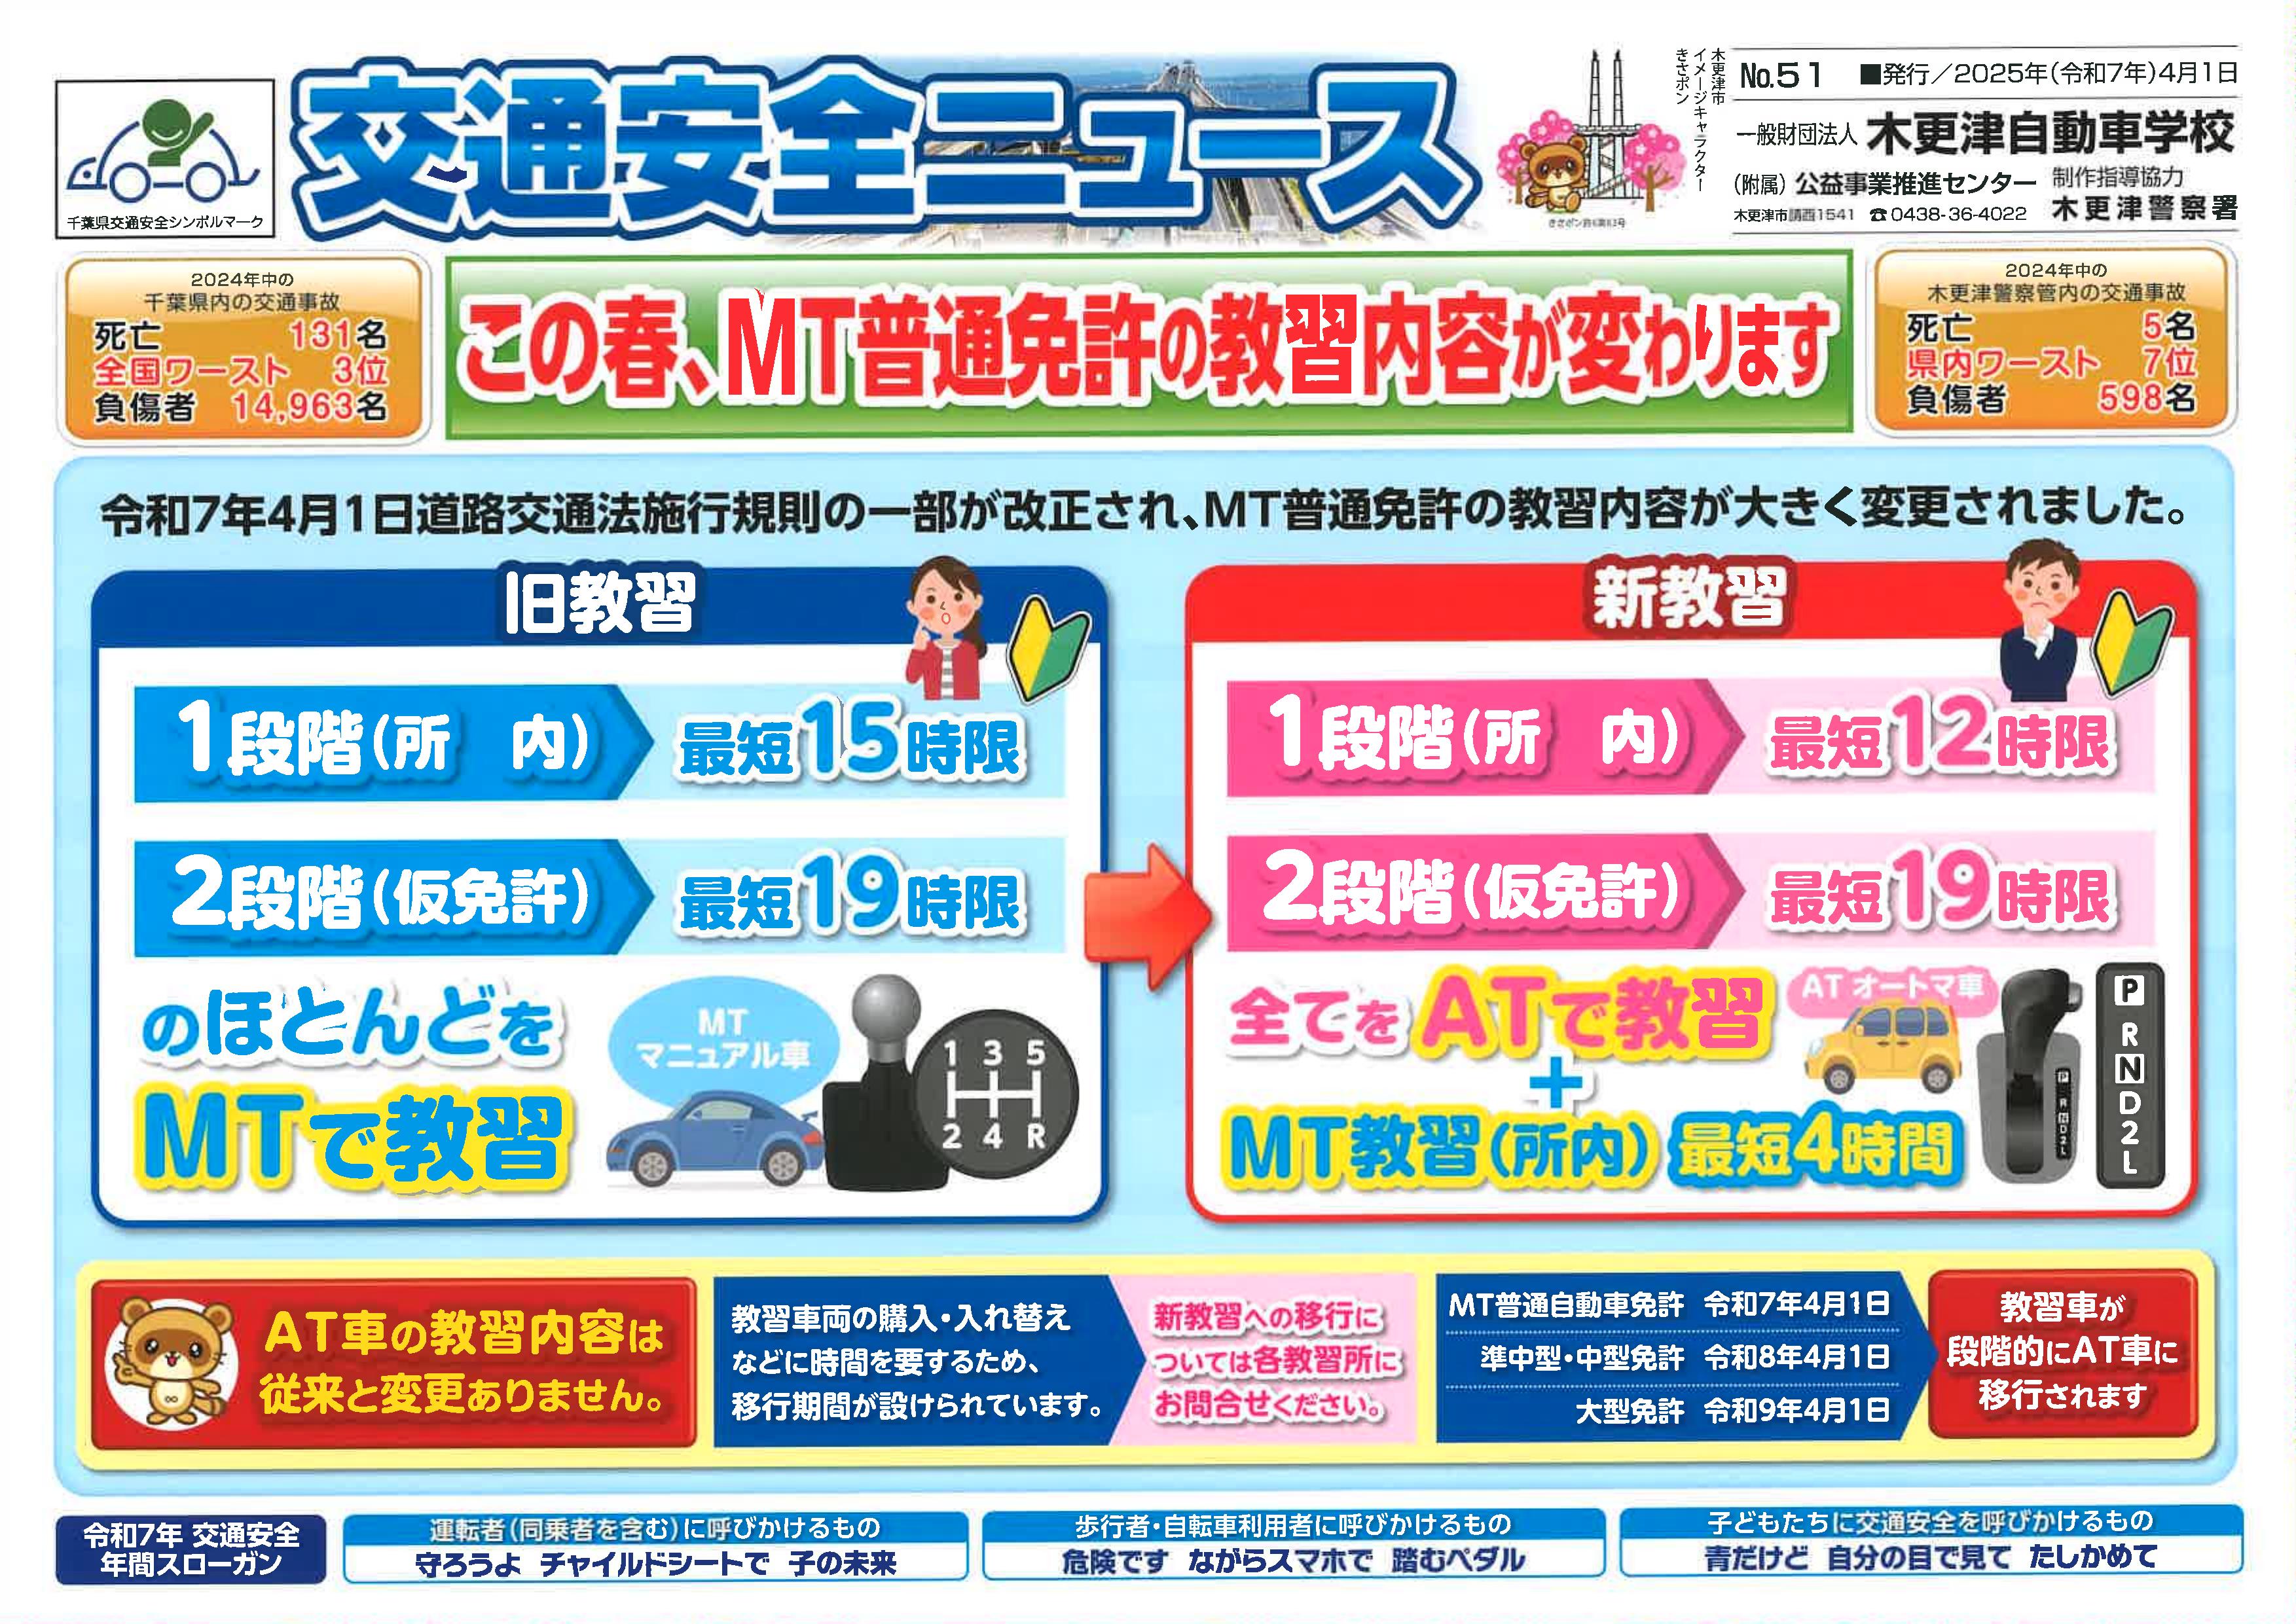 千葉県交通安全シンボルマーク
交通安全ニュース
木更津市
イメージキャラクター
きさポン
きさポン許4第83号
No.51 ■発行／2025年(令和7年)4月1日
一般財団法人 木更津自動車学校
(附属) 公益事業推進センター
木更津市請西1541 ☎0438-36-4022
制作指導協力
木更津警察署
2024年中の
千葉県内の交通事故
死亡 131名
全国ワースト 3位
負傷者 14,963名
この春、MT普通免許の教習内容が変わります
2024年中の
木更津警察管内の交通事故
死亡 5名
県内ワースト 7位
負傷者 598名
令和7年4月1日道路交通法施行規則の一部が改正され、MT普通免許の教習内容が大きく変更されました。
旧教習
1段階(所 内) 最短15時限
2段階(仮免許) 最短19時限
のほとんどを
MTで教習
MT
マニュアル車
1 3 5
2 4 R
新教習
1段階(所 内) 最短12時限
2段階(仮免許) 最短19時限
全てをATで教習
+
MT教習(所内) 最短4時間
AT オートマ車
P
R
N
D
2
L
P
R
N
D
2
L
AT車の教習内容は
従来と変更ありません。
教習車両の購入・入れ替え
などに時間を要するため、
移行期間が設けられています。
新教習への移行に
ついては各教習所に
お問合せください。
MT普通自動車免許 令和7年4月1日
準中型・中型免許 令和8年4月1日
大型免許 令和9年4月1日
教習車が
段階的にAT車に
移行されます
令和7年 交通安全
年間スローガン
運転者(同乗者を含む)に呼びかけるもの
守ろうよ チャイルドシートで 子の未来
歩行者・自転車利用者に呼びかけるもの
危険です ながらスマホで 踏むペダル
子どもたちに交通安全を呼びかけるもの
青だけど 自分の目で見て たしかめて